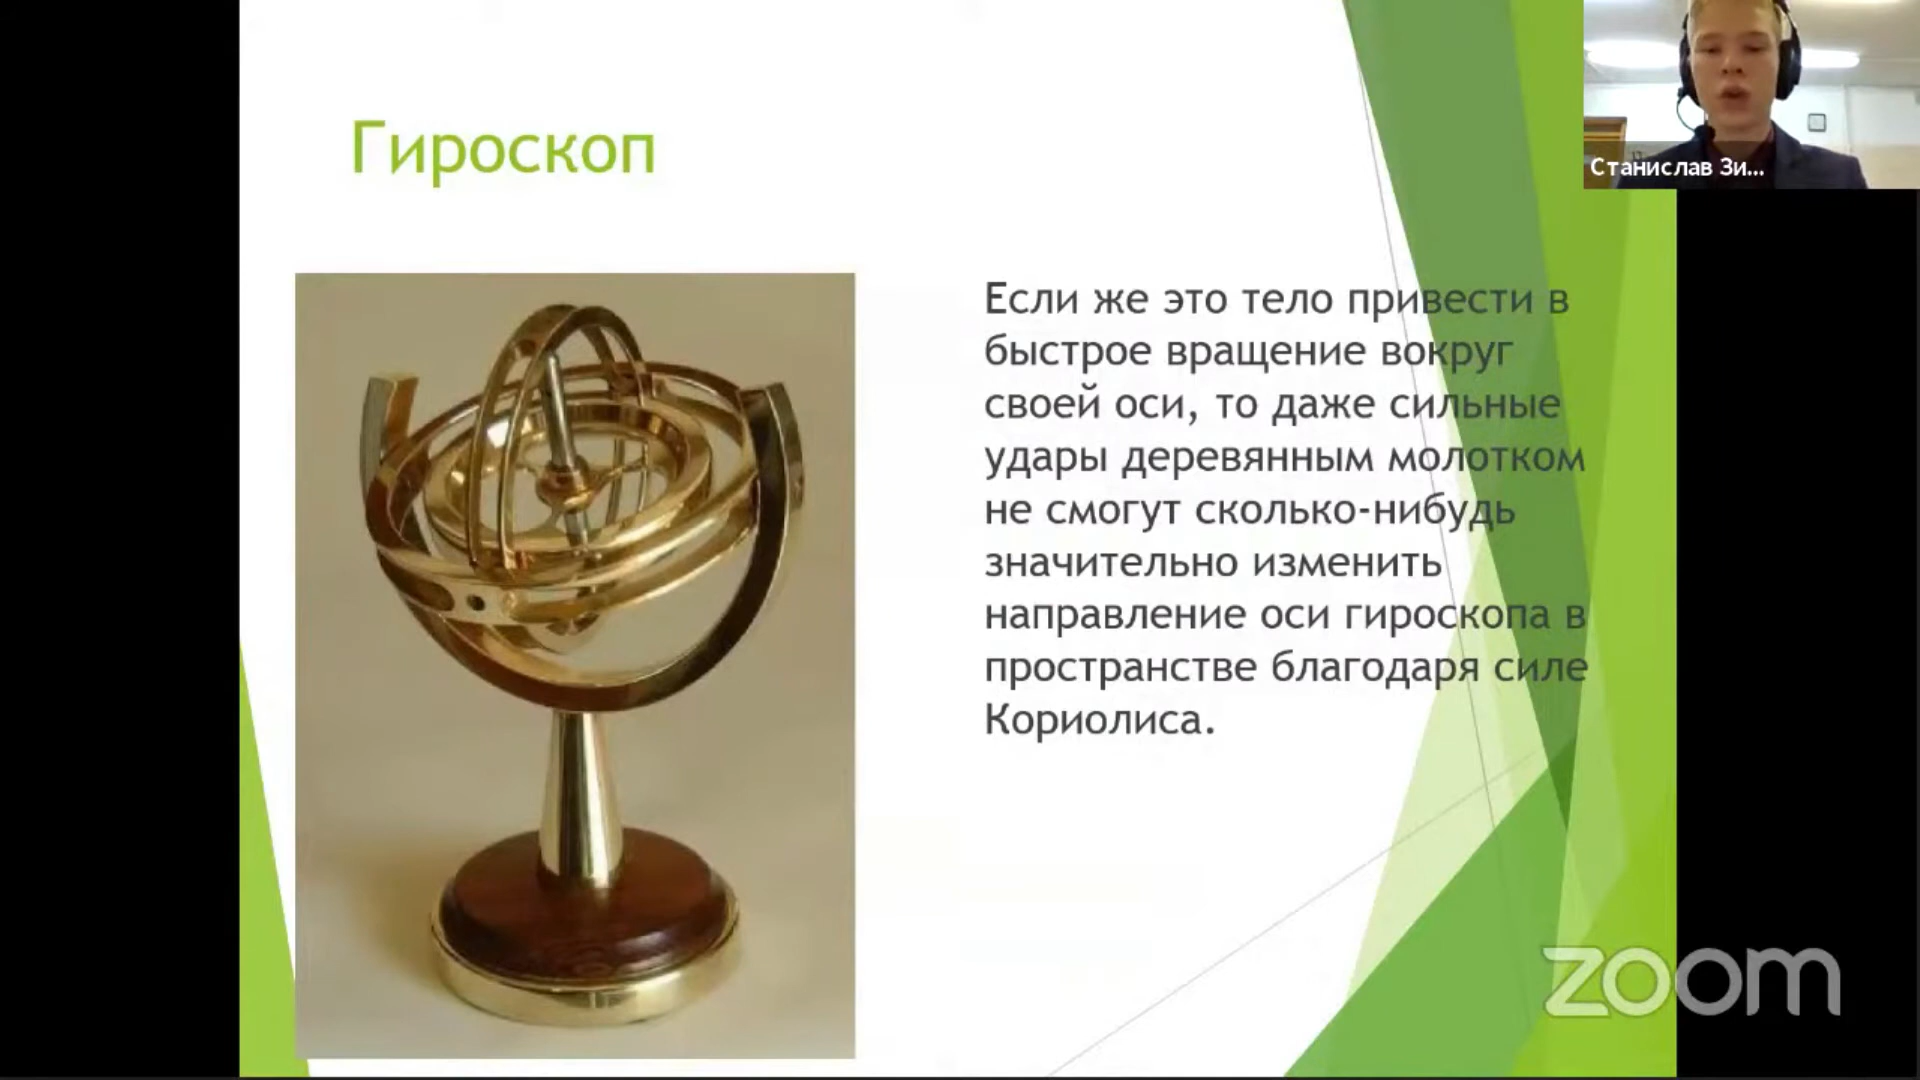 Гироскоп
Станислав Зи...
Если же это тело привести в
быстрое вращение вокруг
своей оси, то даже сильные
удары деревянным молотком
не смогут сколько-нибудь
значительно изменить
направление оси гироскопа в
пространстве благодаря силе
Кориолиса.
zoom